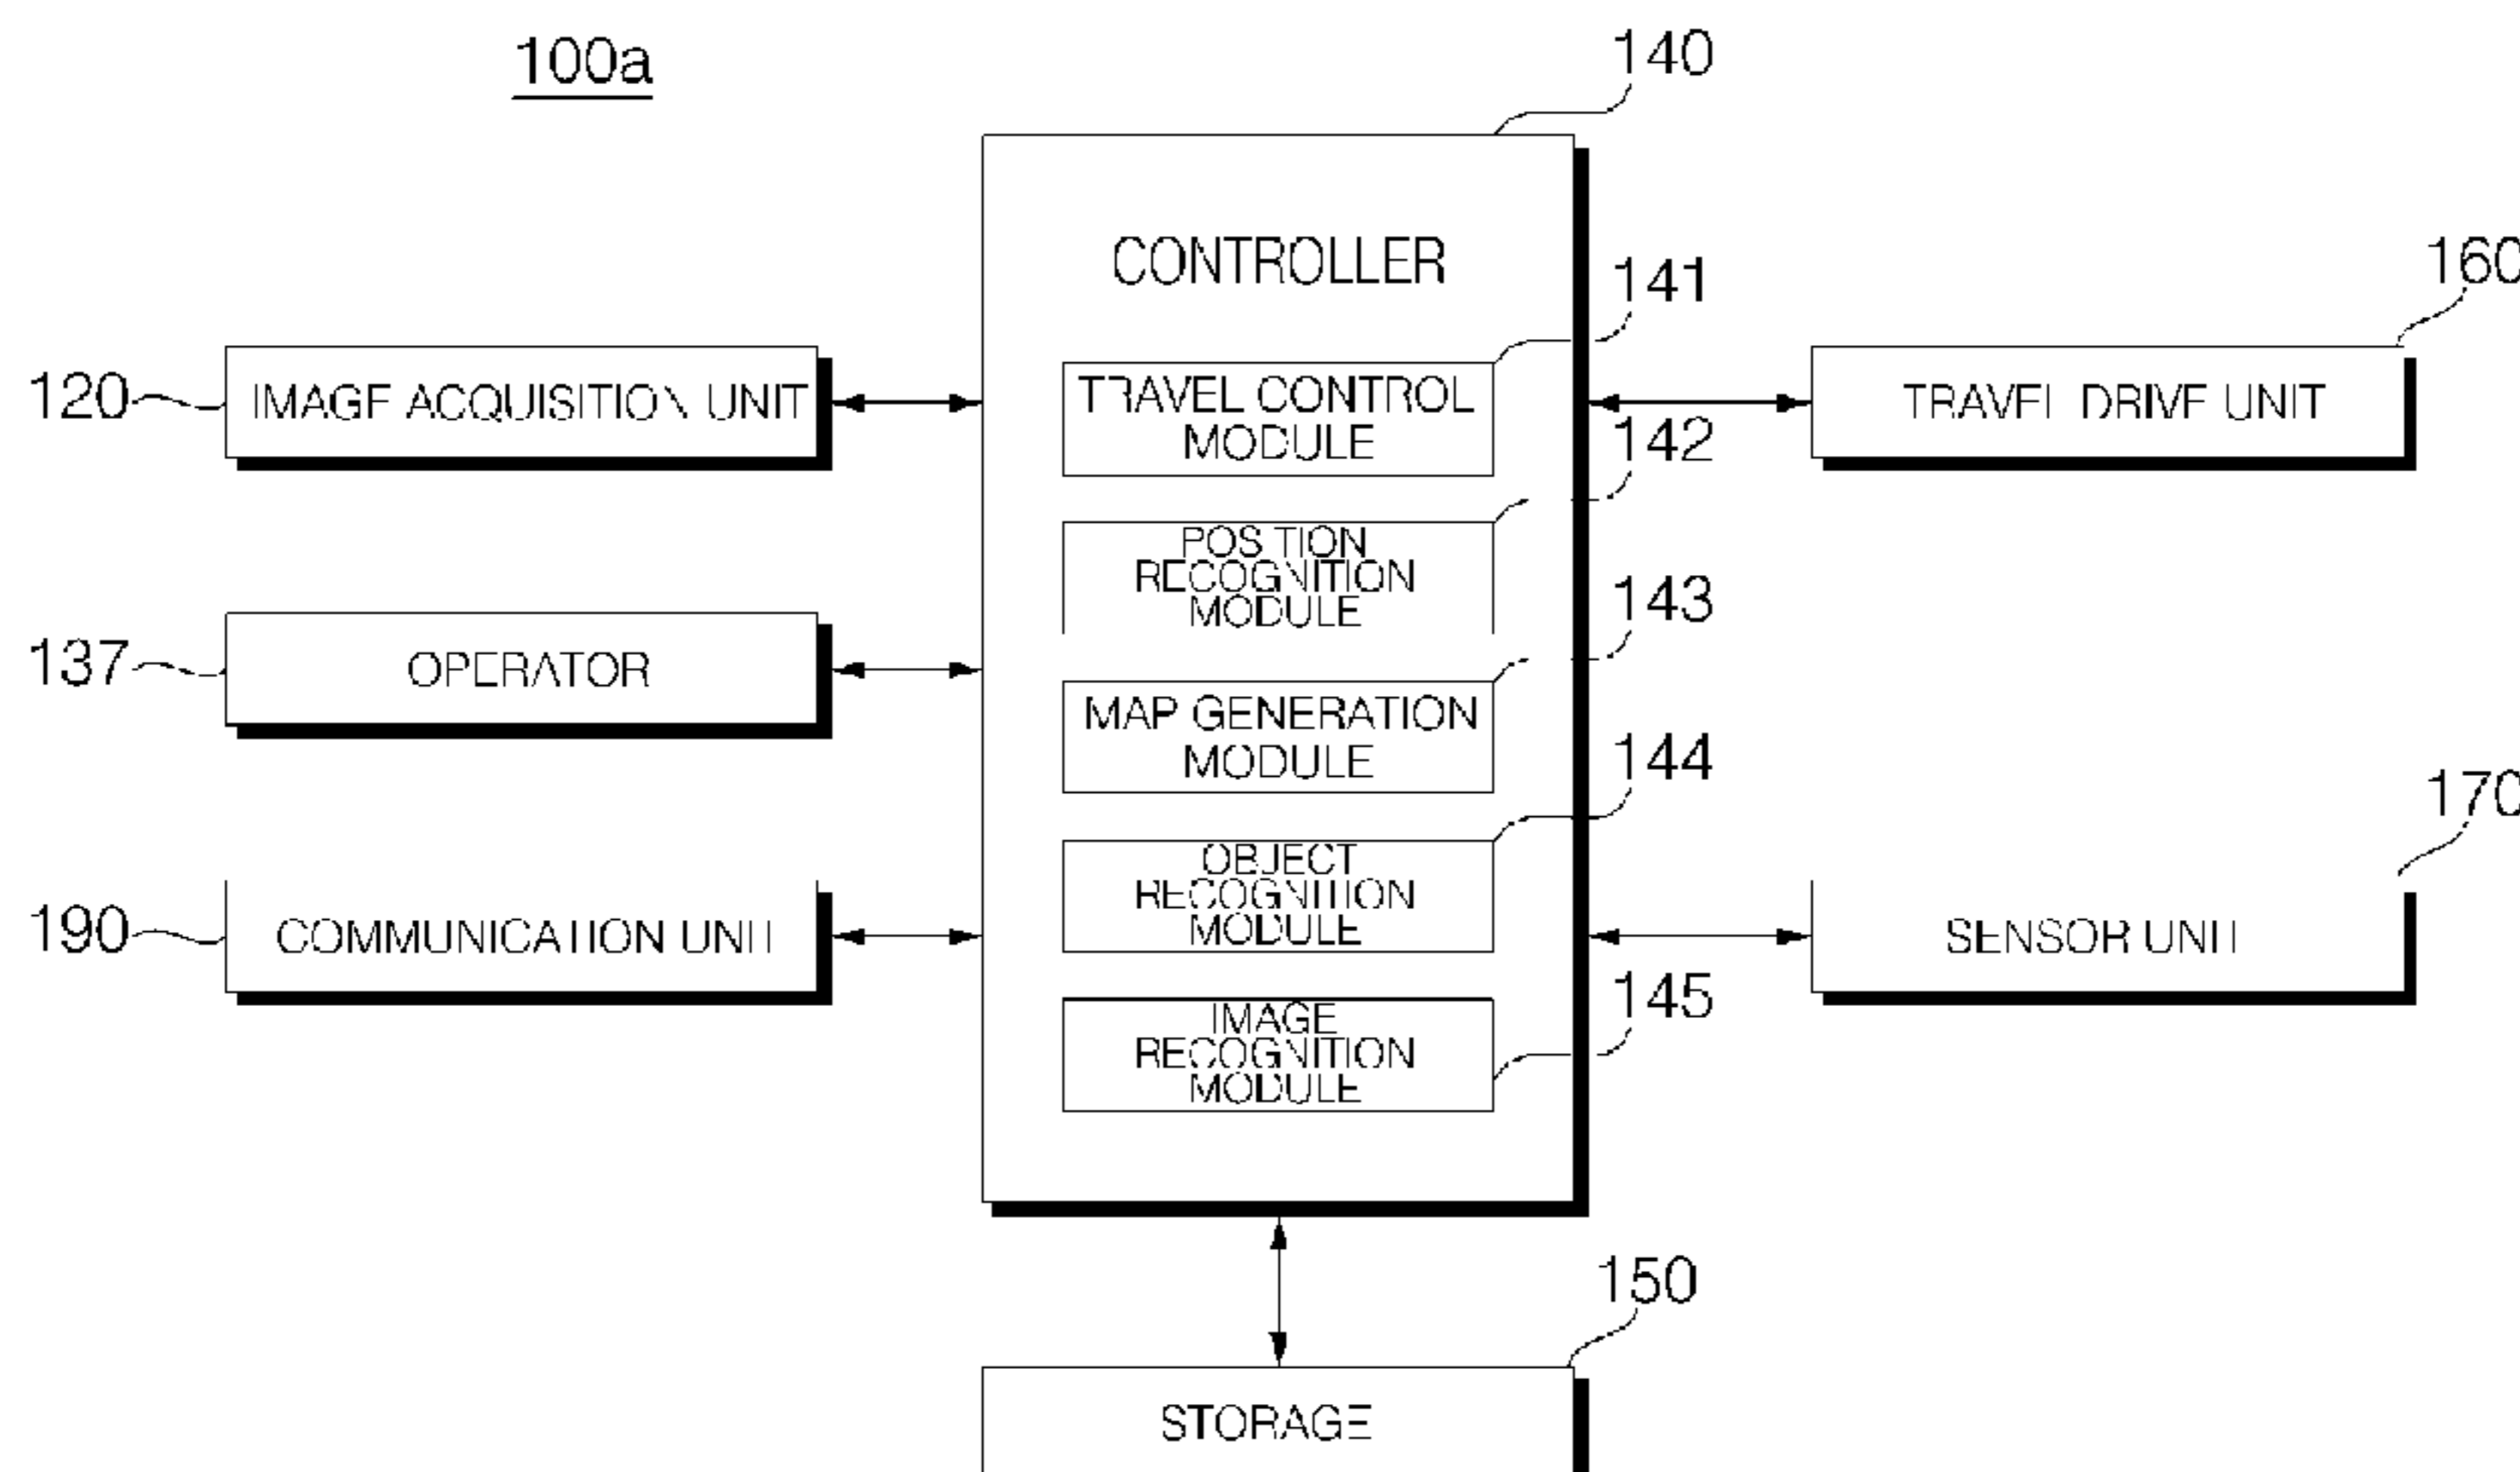 100a
140
CONTROLLER
141
160
120
IMAGE ACQUISITION UNIT
TRAVEL CONTROL
MODULE
TRAVEL DRIVE UNIT
142
POSITION
RECOGNITION
MODULE
143
137
OPERATOR
MAP GENERATION
MODULE
144
170
190
COMMUNICATION UNIT
OBJECT
RECOGNITION
MODULE
SENSOR UNIT
145
IMAGE
RECOGNITION
MODULE
150
STORAGE